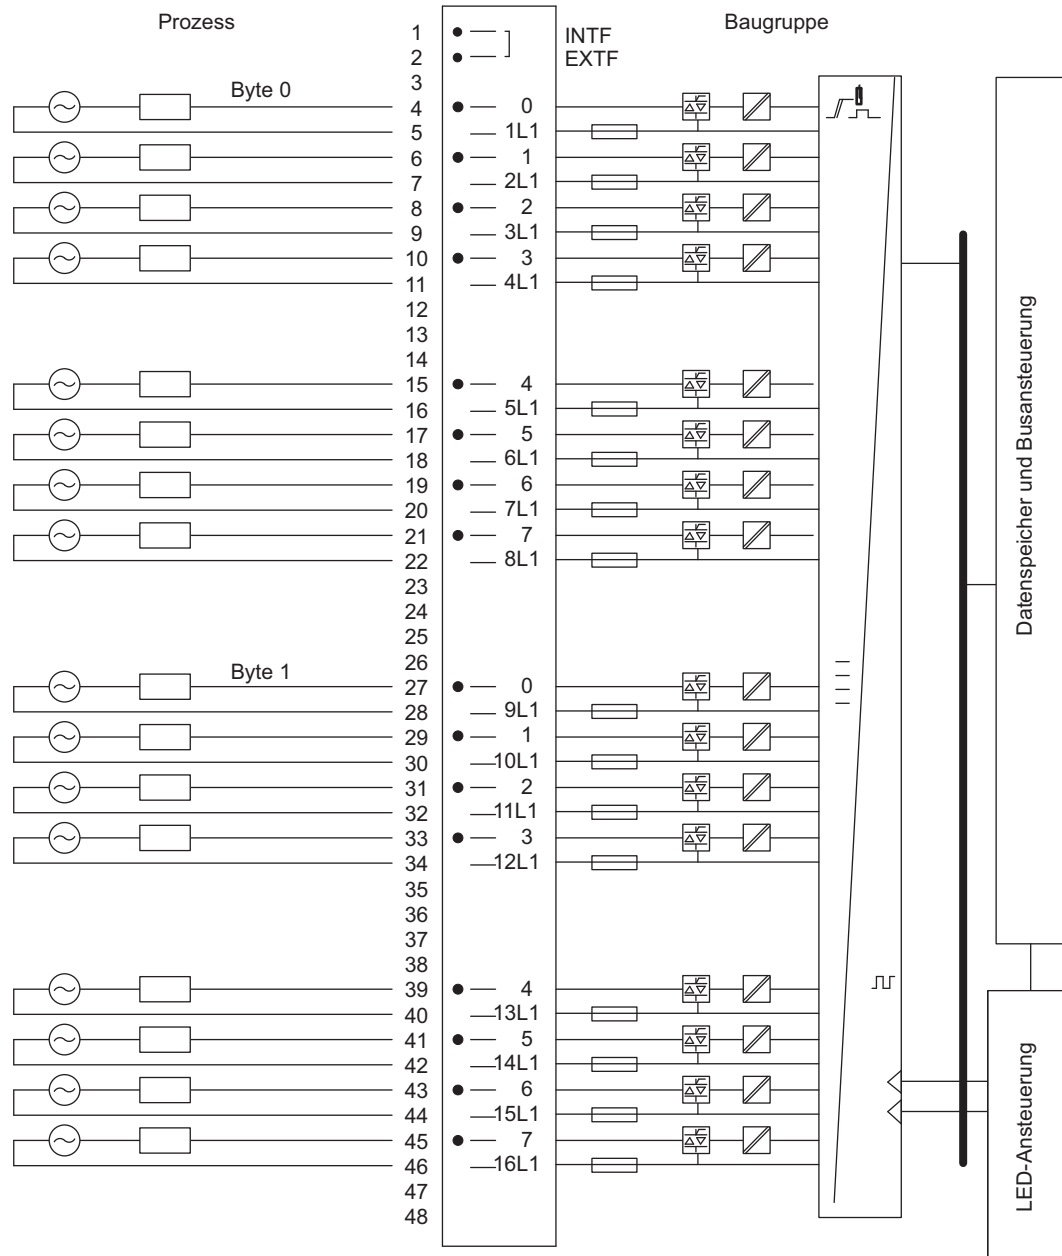 Prozess
Baugruppe
1 INTF
2 EXTF
3
Byte 0
4 0
5 1L1
6 1
7 2L1
8 2
9 3L1
10 3
11 4L1
12
13
14
15 4
16 5L1
17 5
18 6L1
19 6
20 7L1
21 7
22 8L1
23
24
25
26
Byte 1
27 0
28 9L1
29 1
30 10L1
31 2
32 11L1
33 3
34 12L1
35
36
37
38
39 4
40 13L1
41 5
42 14L1
43 6
44 15L1
45 7
46 16L1
47
48
Datenspeicher und Busansteuerung
LED-Ansteuerung